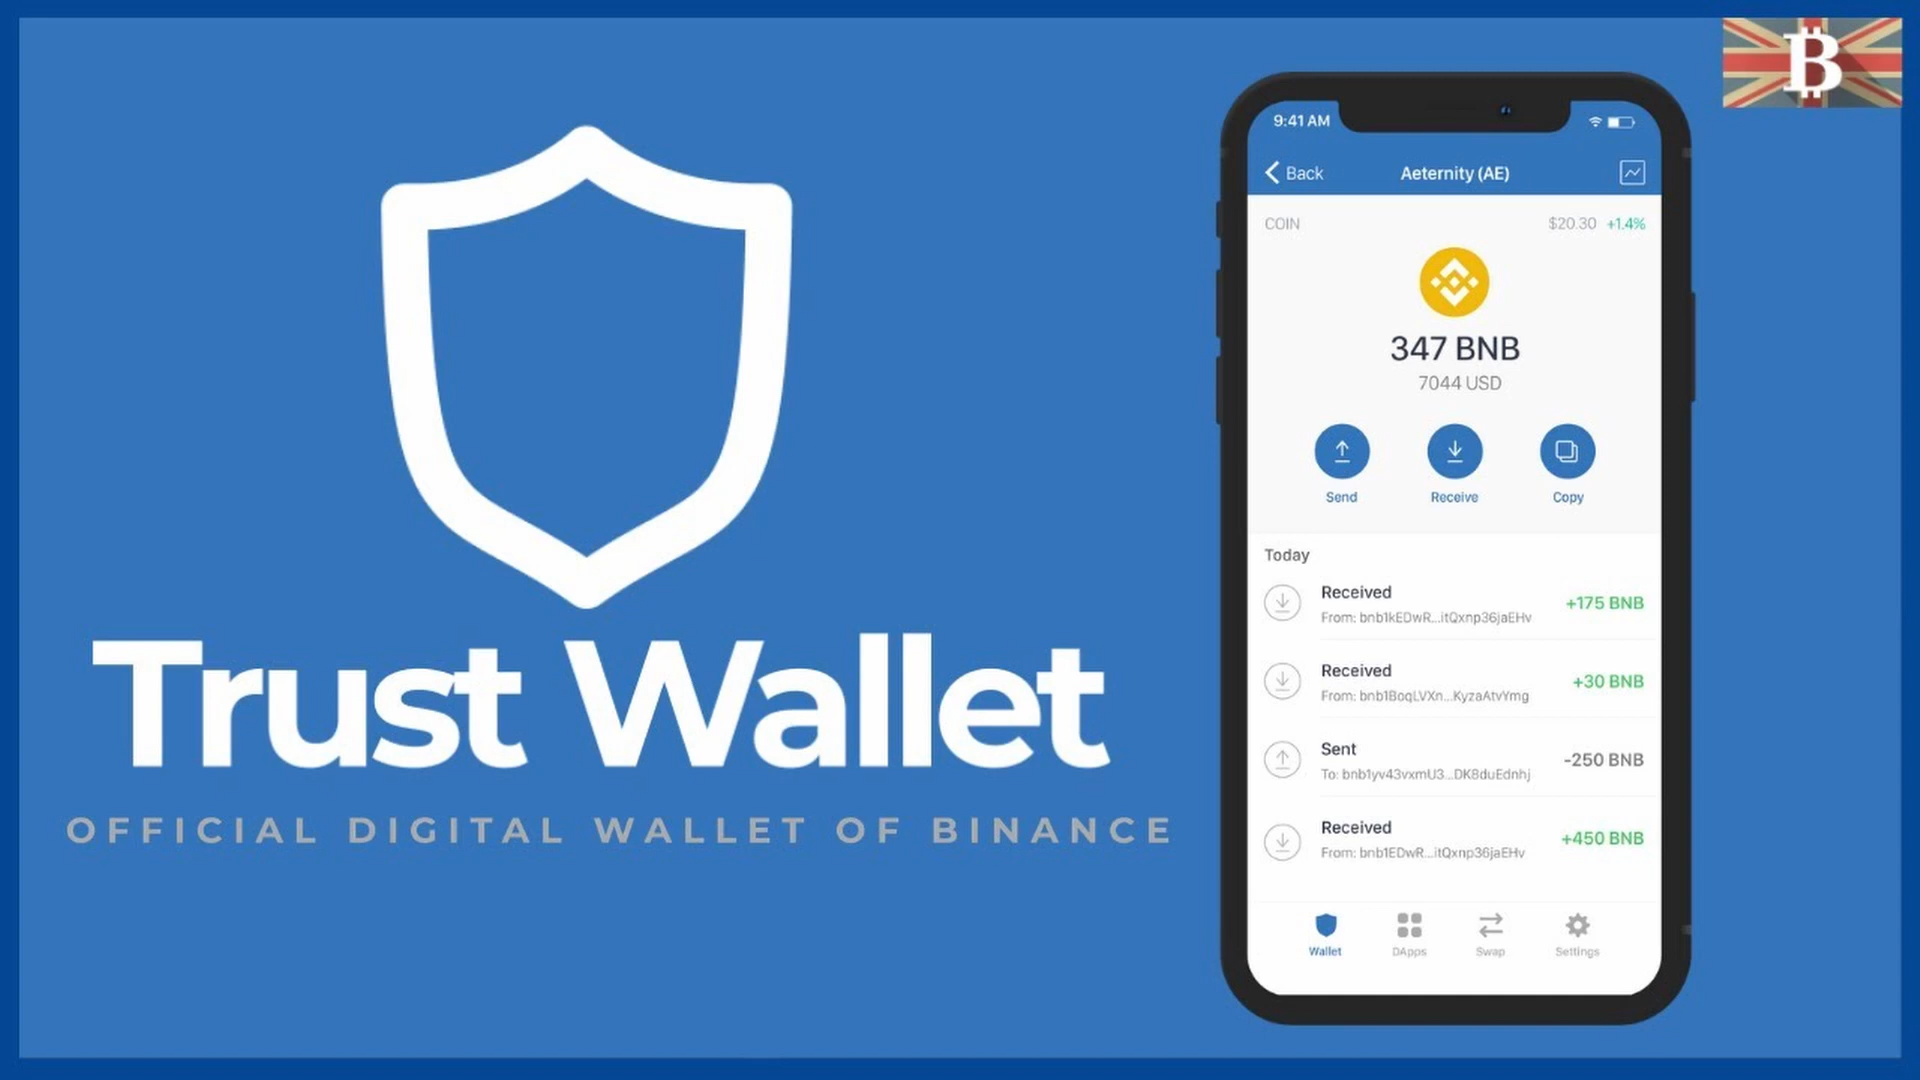 Trust Wallet
OFFICIAL DIGITAL WALLET OF BINANCE
B
9:41 AM
Back
Aeternity (AE)
COIN
$20.30 +1.4%
347 BNB
7044 USD
Send
Receive
Copy
Today
Received
+175 BNB
From: bnb1kEDwR...itQxnp36jaEHv
Received
+30 BNB
From: bnb1BoqLVXn...KyzaAtvYmg
Sent
-250 BNB
To: bnb1yv43vxmU3...DK8duEdnhj
Received
+450 BNB
From: bnb1EDwR...itQxnp36jaEHv
Wallet
DApps
Swap
Settings